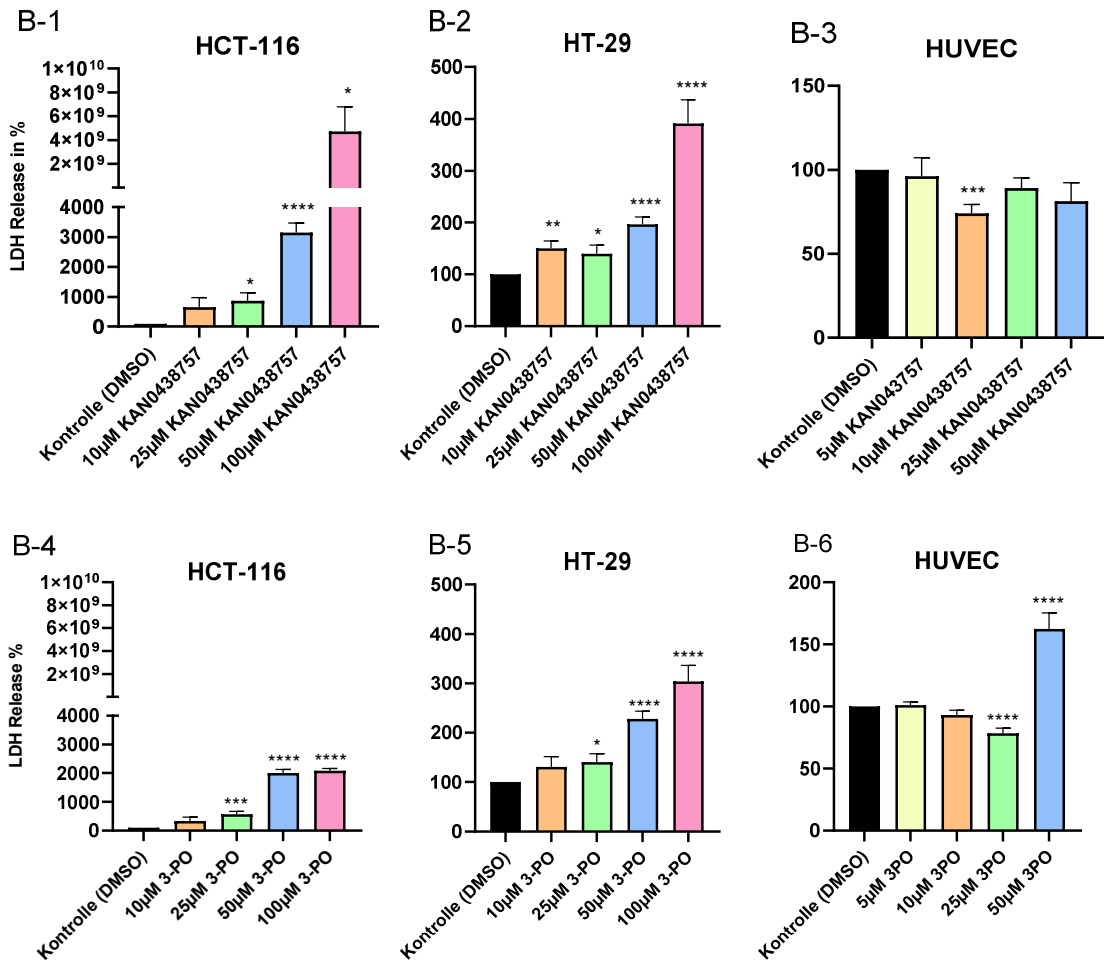 B-1
HCT-116
LDH Release in %
1×10¹⁰
8×10⁹
6×10⁹
4×10⁹
2×10⁹
4000
3000
2000
1000
0
*
****
*
Kontrolle (DMSO)
10µM KAN0438757
25µM KAN0438757
50µM KAN0438757
100µM KAN0438757
B-2
HT-29
500
400
300
200
100
0
**
*
****
****
Kontrolle (DMSO)
10µM KAN0438757
25µM KAN0438757
50µM KAN0438757
100µM KAN0438757
B-3
HUVEC
150
100
50
0
***
Kontrolle (DMSO)
5µM KAN043757
10µM KAN0438757
25µM KAN0438757
50µM KAN0438757
B-4
HCT-116
LDH Release %
1×10¹⁰
8×10⁹
6×10⁹
4×10⁹
2×10⁹
4000
3000
2000
1000
0
***
****
****
Kontrolle (DMSO)
10µM 3-PO
25µM 3-PO
50µM 3-PO
100µM 3-PO
B-5
HT-29
500
400
300
200
100
0
*
****
****
Kontrolle (DMSO)
10µM 3-PO
25µM 3-PO
50µM 3-PO
100µM 3-PO
B-6
HUVEC
200
150
100
50
0
****
****
Kontrolle (DMSO)
5µM 3PO
10µM 3PO
25µM 3PO
50µM 3PO